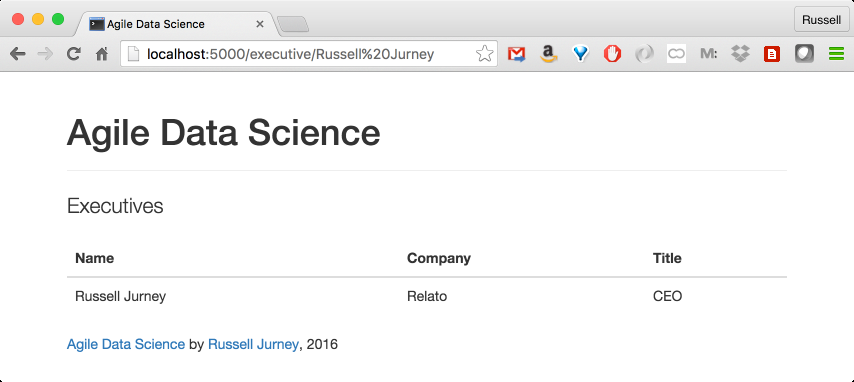 Agile Data Science
Russell
localhost:5000/executive/Russell%20Jurney
M:
Agile Data Science
Executives
Name Company Title
Russell Jurney Relato CEO
Agile Data Science by Russell Jurney, 2016